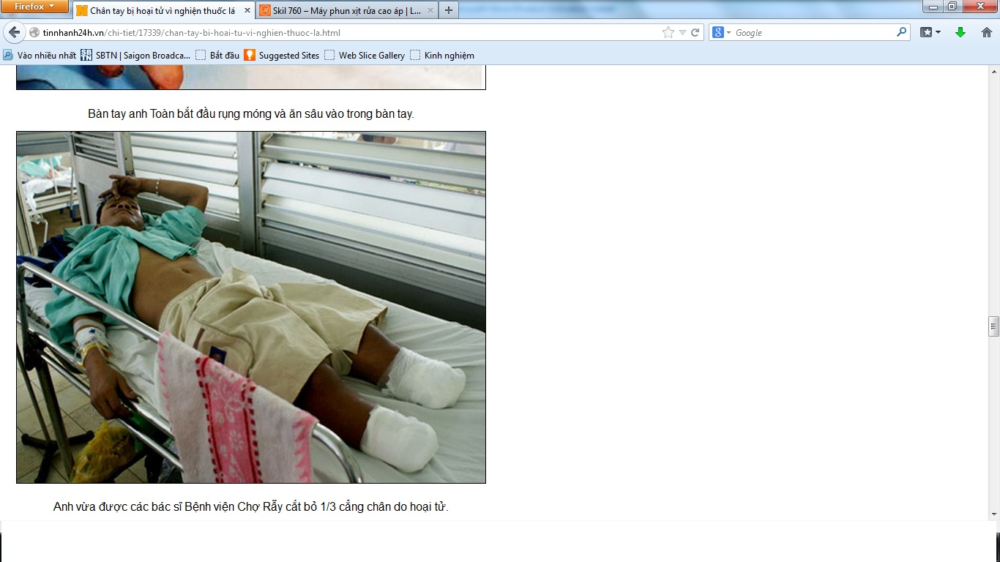 Firefox
Chân tay bị hoại tử vì nghiện thuốc lá
Skil 760 – Máy phun xịt rửa cao áp | L...
tinnhanh24h.vn/chi-tiet/17339/chan-tay-bi-hoai-tu-vi-nghien-thuoc-la.html
Google
Vào nhiều nhất
SBTN | Saigon Broadca...
Bắt đầu
Suggested Sites
Web Slice Gallery
Kinh nghiệm
Bàn tay anh Toàn bắt đầu rụng móng và ăn sâu vào trong bàn tay.
Anh vừa được các bác sĩ Bệnh viện Chợ Rẫy cắt bỏ 1/3 cẳng chân do hoại tử.